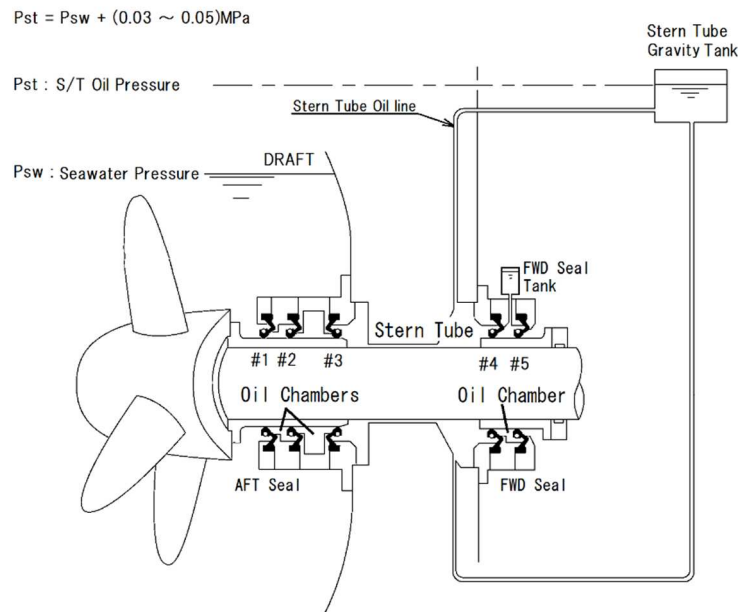 Pst = Psw + (0.03 ～ 0.05)MPa
Stern Tube
Gravity Tank
Pst : S/T Oil Pressure
Stern Tube Oil line
DRAFT
Psw : Seawater Pressure
FWD Seal
Tank
Stern Tube
#1 #2 #3 #4 #5
Oil Chambers Oil Chamber
AFT Seal FWD Seal